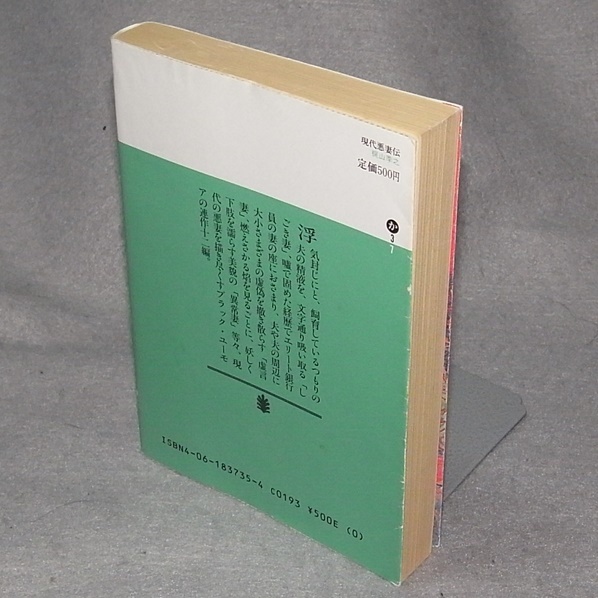 現代悪妻伝
梶山季之
定価500円
か
3
7
浮気封じにと、飼育しているつもりの
夫の精液を、文字通り吸い取る「し
ごき妻」嘘で固めた経歴でエリート銀行
員の妻の座におさまり、夫や夫の周辺に
大小さまざまの虚偽を撒き散らす「虚言
妻」、燃えさかる焰を見るごとに、妖しく
下肢を濡らす美貌の「異常妻」等々、現
代の悪妻を描き尽くすブラック・ユーモ
アの連作十二編。
ISBN4-06-183735-4 C0193 ¥500E (0)